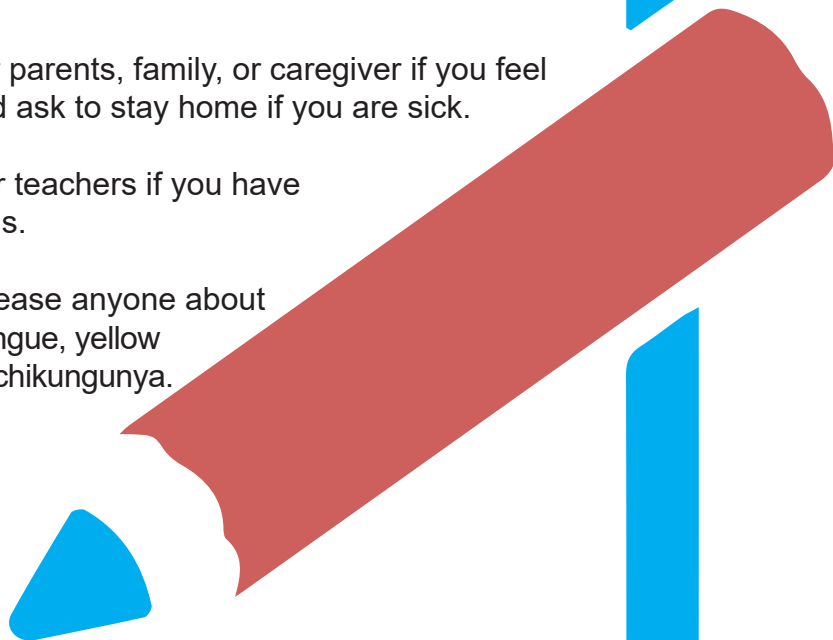 parents, family, or caregiver if you feel
ask to stay home if you are sick.
teachers if you have
ease anyone about
ngue, yellow
chikungunya.